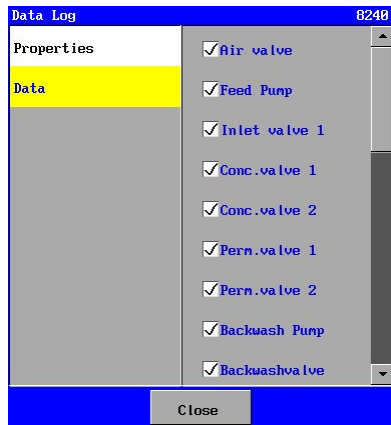 Data Log 8240
Properties
Data
Air valve
Feed Pump
Inlet valve 1
Conc.valve 1
Conc.valve 2
Perm.valve 1
Perm.valve 2
Backwash Pump
Backwashvalve
Close